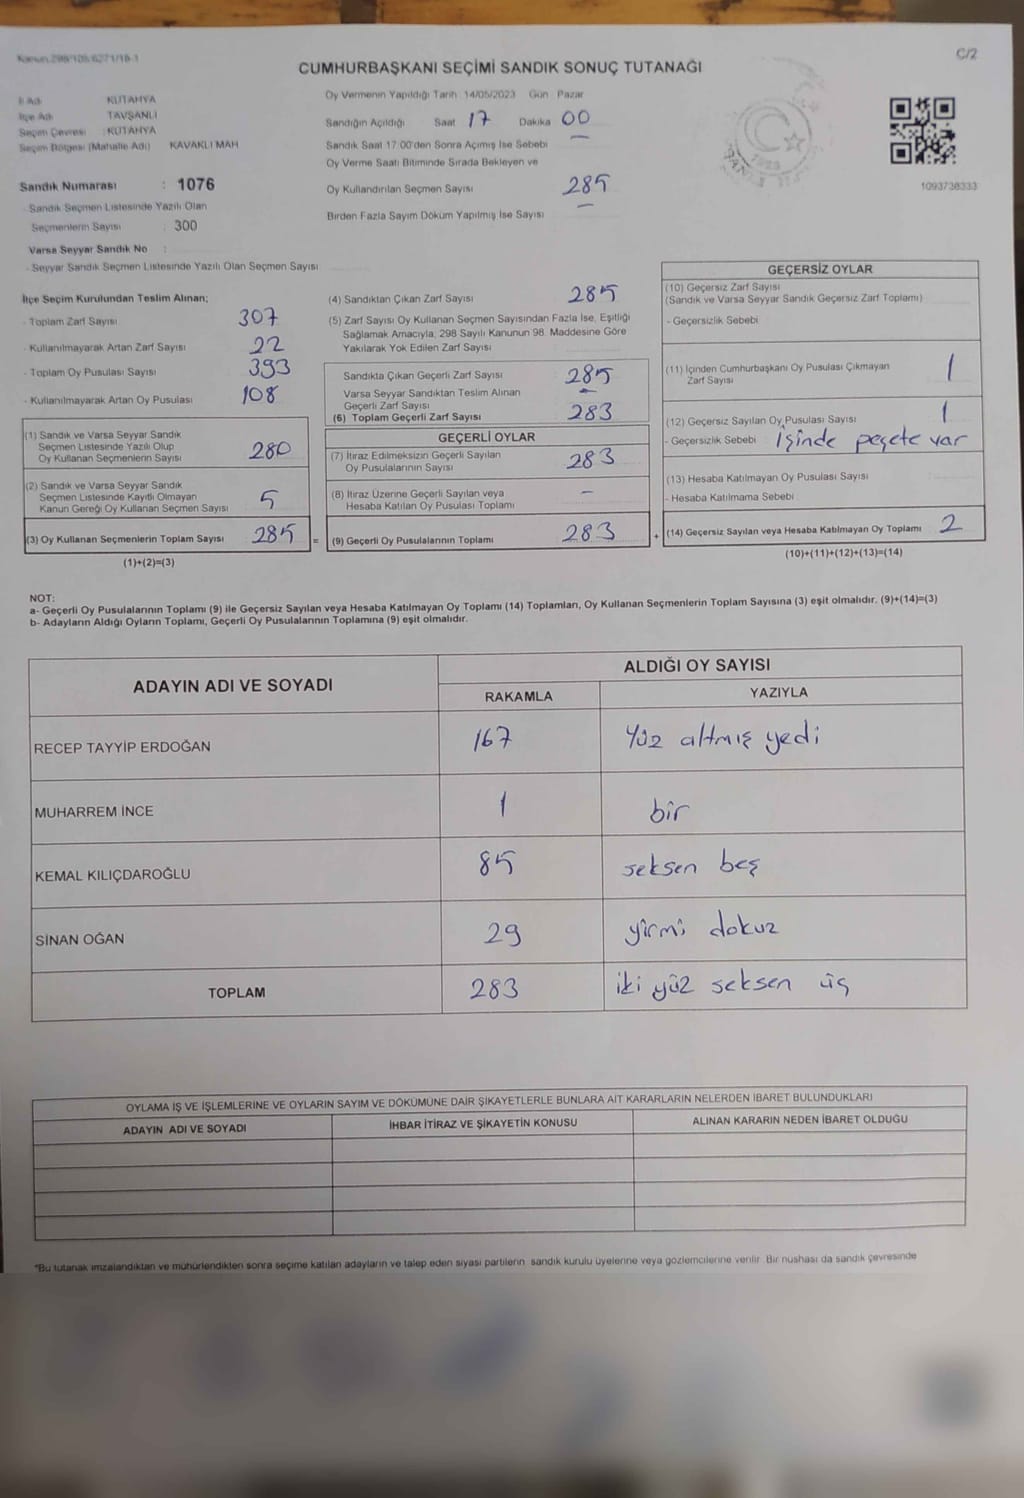 Kanun:298/105,6271/18-1
C/2
CUMHURBAŞKANI SEÇİMİ SANDIK SONUÇ TUTANAĞI
İl Adı KÜTAHYA
İlçe Adı TAVŞANLI
Seçim Çevresi : KÜTAHYA
Seçim Bölgesi (Mahalle Adı) KAVAKLI MAH
Sandık Numarası : 1076
Sandık Seçmen Listesinde Yazılı Olan
Seçmenlerin Sayısı : 300
Varsa Seyyar Sandık No :
- Seyyar Sandık Seçmen Listesinde Yazılı Olan Seçmen Sayısı
Oy Vermenin Yapıldığı Tarih 14/05/2023 Gün Pazar
Sandığın Açıldığı Saat 17 Dakika 00
Sandık Saat 17 00'den Sonra Açımış İse Sebebi —
Oy Verme Saati Bitiminde Sırada Bekleyen ve
Oy Kullandırılan Seçmen Sayısı 285
Birden Fazla Sayım Döküm Yapılmış İse Sayısı —
1093738333
İlçe Seçim Kurulundan Teslim Alınan;
- Toplam Zarf Sayısı 307
- Kullanılmayarak Artan Zarf Sayısı 22
- Toplam Oy Pusulası Sayısı 393
- Kullanılmayarak Artan Oy Pusulası 108
(1) Sandık ve Varsa Seyyar Sandık
Seçmen Listesinde Yazılı Olup
Oy Kullanan Seçmenlerin Sayısı 280
(2) Sandık ve Varsa Seyyar Sandık
Seçmen Listesinde Kayıtlı Olmayan
Kanun Gereği Oy Kullanan Seçmen Sayısı 5
(3) Oy Kullanan Seçmenlerin Toplam Sayısı 285 =
(1)+(2)=(3)
(4) Sandıktan Çıkan Zarf Sayısı 285
(5) Zarf Sayısı Oy Kullanan Seçmen Sayısından Fazla İse, Eşitliği
Sağlamak Amacıyla, 298 Sayılı Kanunun 98. Maddesine Göre
Yakılarak Yok Edilen Zarf Sayısı
Sandıkta Çıkan Geçerli Zarf Sayısı 285
Varsa Seyyar Sandıktan Teslim Alınan
Geçerli Zarf Sayısı —
(6) Toplam Geçerli Zarf Sayısı 283
GEÇERLİ OYLAR
(7) İtiraz Edilmeksizin Geçerli Sayılan
Oy Pusulalarının Sayısı 283
(8) İtiraz Üzerine Geçerli Sayılan veya
Hesaba Katılan Oy Pusulası Toplamı —
(9) Geçerli Oy Pusulalarının Toplamı 283 +
GEÇERSİZ OYLAR
(10) Geçersiz Zarf Sayısı
(Sandık ve Varsa Seyyar Sandık Geçersiz Zarf Toplamı)
- Geçersizlik Sebebi
(11) İçinden Cumhurbaşkanı Oy Pusulası Çıkmayan
Zarf Sayısı 1
(12) Geçersiz Sayılan Oy Pusulası Sayısı 1
- Geçersizlik Sebebi İşinde peçete var
(13) Hesaba Katılmayan Oy Pusulası Sayısı
- Hesaba Katılmama Sebebi
(14) Geçersiz Sayılan veya Hesaba Katılmayan Oy Toplamı 2
(10)+(11)+(12)+(13)=(14)
NOT:
a- Geçerli Oy Pusulalarının Toplamı (9) ile Geçersiz Sayılan veya Hesaba Katılmayan Oy Toplamı (14) Toplamları, Oy Kullanan Seçmenlerin Toplam Sayısına (3) eşit olmalıdır. (9)+(14)=(3)
b- Adayların Aldığı Oyların Toplamı, Geçerli Oy Pusulalarının Toplamına (9) eşit olmalıdır.
ADAYIN ADI VE SOYADI ALDIĞI OY SAYISI
RAKAMLA YAZIYLA
RECEP TAYYİP ERDOĞAN 167 Yüz altmış yedi
MUHARREM İNCE 1 bir
KEMAL KILIÇDAROĞLU 85 seksen beş
SİNAN OĞAN 29 yirmi dokuz
TOPLAM 283 iki yüz seksen üç
OYLAMA İŞ VE İŞLEMLERİNE VE OYLARIN SAYIM VE DÖKÜMÜNE DAİR ŞİKAYETLERLE BUNLARA AİT KARARLARIN NELERDEN İBARET BULUNDUKLARI
ADAYIN ADI VE SOYADI İHBAR İTİRAZ VE ŞİKAYETİN KONUSU ALINAN KARARIN NEDEN İBARET OLDUĞU
*Bu tutanak imzalandıktan ve mühürlendikten sonra seçime katılan adayların ve talep eden siyasi partilerin sandık kurulu üyelerine veya gözlemcilerine verilir. Bir nüshası da sandık çevresinde